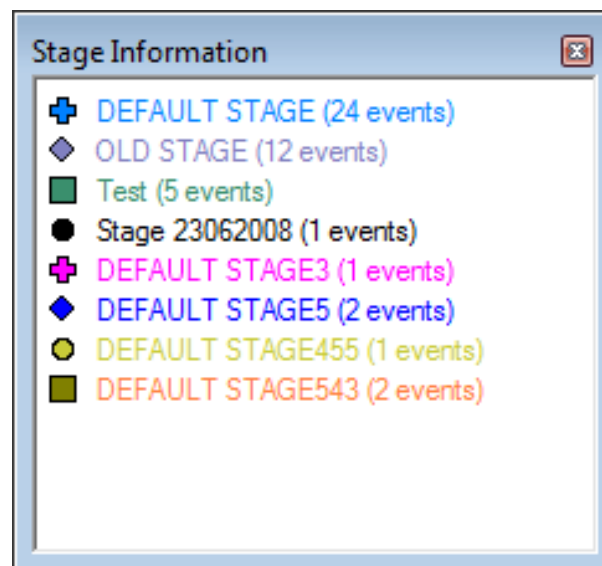 Stage Information
DEFAULT STAGE (24 events)
OLD STAGE (12 events)
Test (5 events)
Stage 23062008 (1 events)
DEFAULT STAGE3 (1 events)
DEFAULT STAGE5 (2 events)
DEFAULT STAGE455 (1 events)
DEFAULT STAGE543 (2 events)